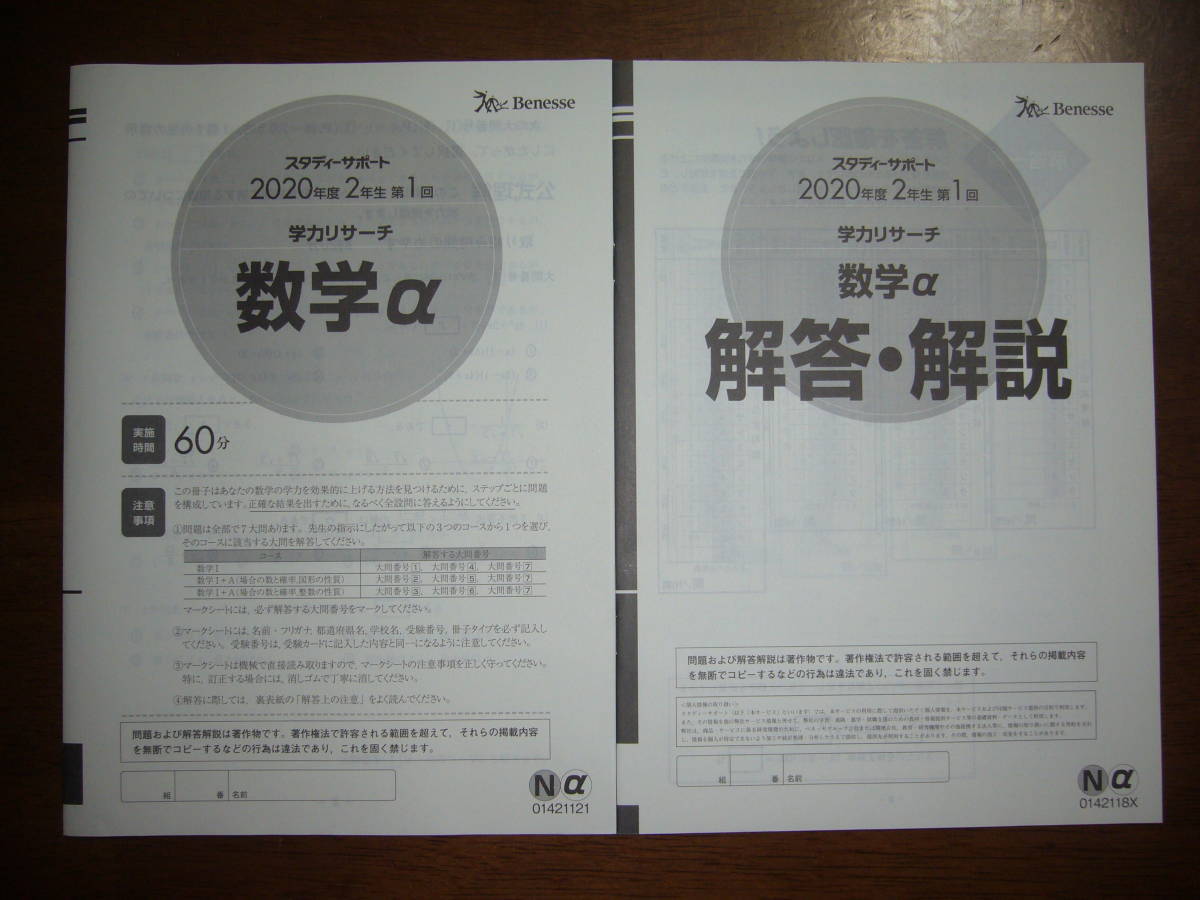 Benesse
スタディーサポート
2020年度 2年生 第1回
学力リサーチ
数学α
実施時間
60分
注意事項
この冊子はあなたの数学の学力を効果的に上げる方法を見つけるために、ステップごとに問題
を構成しています。正確な結果を出すために、なるべく全設問に答えるようにしてください。
①問題は全部で7大問あります。先生の指示にしたがって以下の3つのコースから1つを選び、
そのコースに該当する大問を解答してください。
コース 解答する大問番号
数学Ⅰ 大問番号1、大問番号4、大問番号7
数学Ⅰ+A(場合の数と確率,図形の性質) 大問番号2、大問番号5、大問番号7
数学Ⅰ+A(場合の数と確率,整数の性質) 大問番号3、大問番号6、大問番号7
マークシートには、必ず解答する大問番号をマークしてください。
②マークシートには、名前・フリガナ、都道府県名、学校名、受験番号、冊子タイプを必ず記入し
てください。受験番号は、受験カードに記入した内容と同一になるように注意してください。
③マークシートは機械で直接読み取りますので、マークシートの注意事項を正しく守ってください。
特に、訂正する場合には、消しゴムで丁寧に消してください。
④解答に際しては、裏表紙の「解答上の注意」をよく読んでください。
問題および解答解説は著作物です。著作権法で許容される範囲を超えて、それらの掲載内容
を無断でコピーするなどの行為は違法であり、これを固く禁じます。
組 番 名前
N α
01421121
Benesse
スタディーサポート
2020年度 2年生 第1回
学力リサーチ
数学α
解答・解説
問題および解答解説は著作物です。著作権法で許容される範囲を超えて、それらの掲載内容
を無断でコピーするなどの行為は違法であり、これを固く禁じます。
<個人情報の取り扱い>
組 番 名前
N α
0142118X